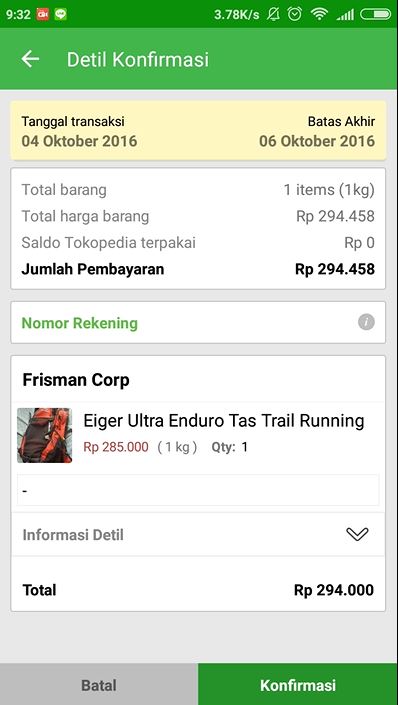 9:32 3.78K/s
Detil Konfirmasi
Tanggal transaksi Batas Akhir
04 Oktober 2016 06 Oktober 2016
Total barang 1 items (1kg)
Total harga barang Rp 294.458
Saldo Tokopedia terpakai Rp 0
Jumlah Pembayaran Rp 294.458
Nomor Rekening i
Frisman Corp
Eiger Ultra Enduro Tas Trail Running
Rp 285.000 ( 1 kg ) Qty: 1
-
Informasi Detil
Total Rp 294.000
Batal Konfirmasi